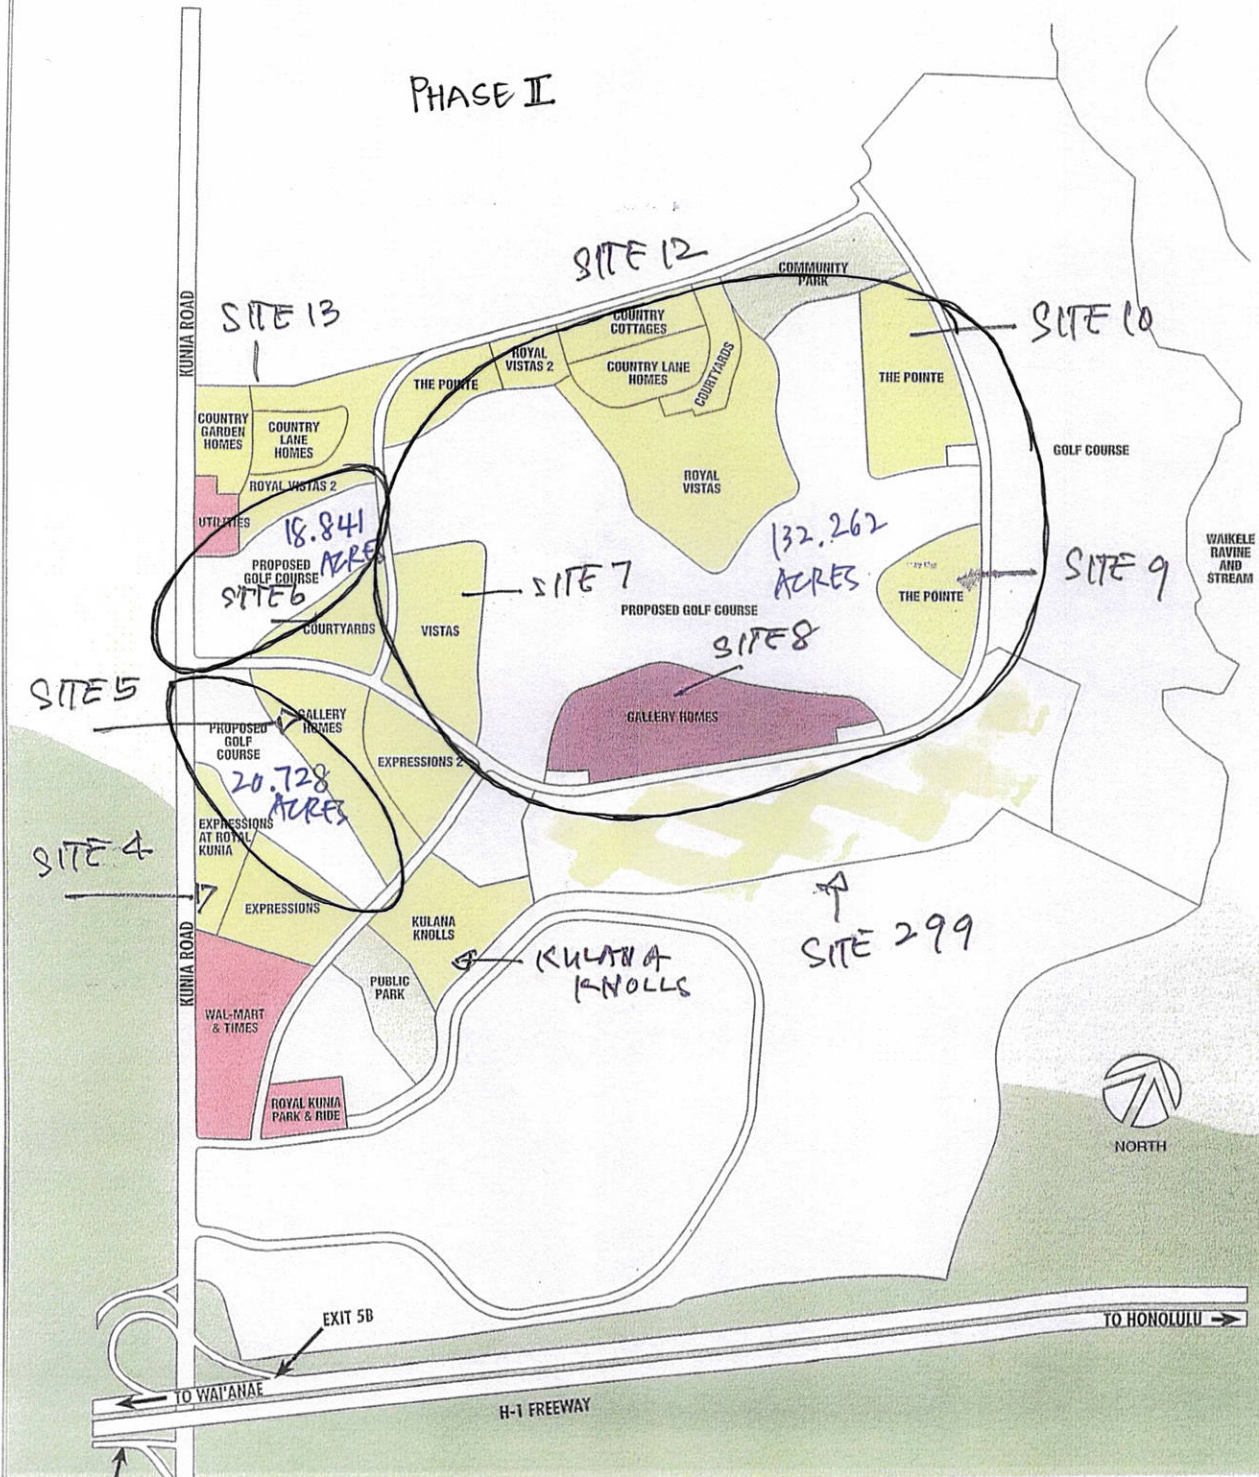 PHASE II
SITE 12
COMMUNITY
PARK
SITE 13
SITE 10
KUNIA ROAD
COUNTRY
COTTAGES
ROYAL
VISTAS 2
COUNTRY LANE
HOMES
COURTYARDS
THE POINTE
THE POINTE
COUNTRY
GARDEN
HOMES
COUNTRY
LANE
HOMES
GOLF COURSE
ROYAL VISTAS 2
ROYAL
VISTAS
UTILITIES
18.841
ACRES
132.262
ACRES
WAIKELE
RAVINE
AND
STREAM
PROPOSED
GOLF COURSE
SITE 6
SITE 7
SITE 9
THE POINTE
PROPOSED GOLF COURSE
COURTYARDS
VISTAS
SITE 8
SITE 5
GALLERY
HOMES
GALLERY HOMES
PROPOSED
GOLF
COURSE
EXPRESSIONS 2
20.728
ACRES
EXPRESSIONS
AT ROYAL
KUNIA
SITE 4
EXPRESSIONS
KULANA
KNOLLS
SITE 299
KULANA
KNOLLS
KUNIA ROAD
PUBLIC
PARK
WAL-MART
& TIMES
ROYAL KUNIA
PARK & RIDE
NORTH
EXIT 5B
TO HONOLULU
TO WAI'ANAE
H-1 FREEWAY